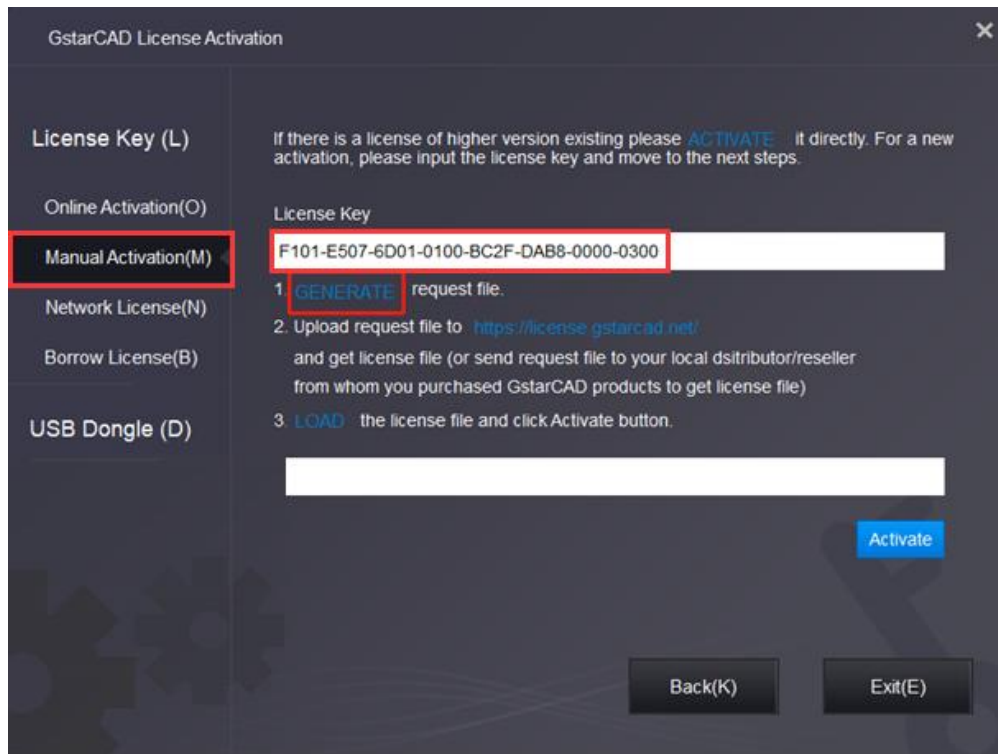 GstarCAD License Activation
License Key (L)
Online Activation(O)
Manual Activation(M)
Network License(N)
Borrow License(B)
USB Dongle (D)
If there is a license of higher version existing please ACTIVATE it directly. For a new
activation, please input the license key and move to the next steps.
License Key
F101-E507-6D01-0100-BC2F-DAB8-0000-0300
1. GENERATE request file.
2. Upload request file to https://license.gstarcad.net/
and get license file (or send request file to your local dsitributor/reseller
from whom you purchased GstarCAD products to get license file)
3. LOAD the license file and click Activate button.
Activate
Back(K)
Exit(E)